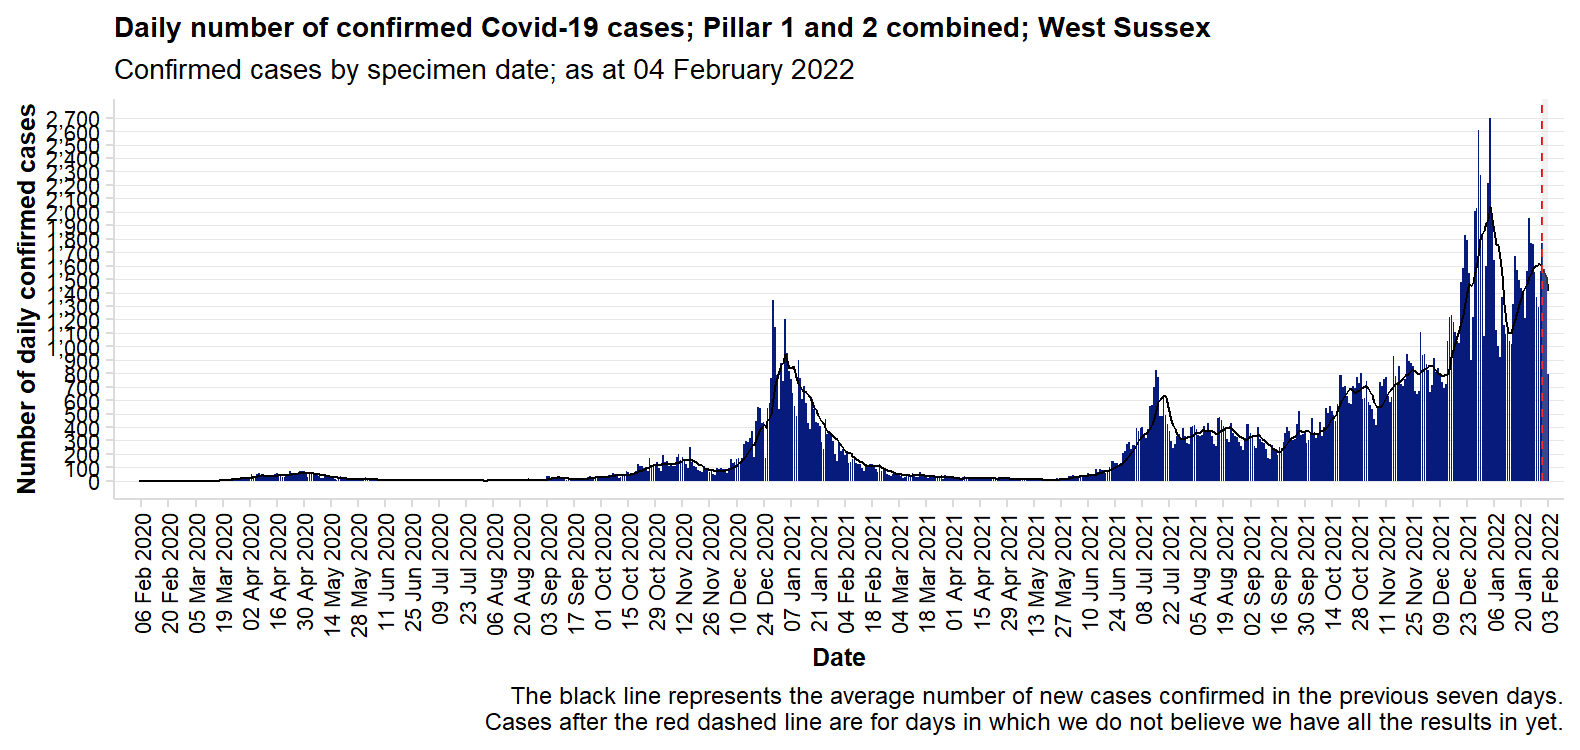 Daily number of confirmed Covid-19 cases; Pillar 1 and 2 combined; West Sussex
Confirmed cases by specimen date; as at 04 February 2022
Number of daily confirmed cases
2,700
2,600
2,500
2,400
2,300
2,200
2,100
2,000
1,900
1,800
1,700
1,600
1,500
1,400
1,300
1,200
1,100
1,000
900
800
700
600
500
400
300
200
100
0
06 Feb 2020
20 Feb 2020
05 Mar 2020
19 Mar 2020
02 Apr 2020
16 Apr 2020
30 Apr 2020
14 May 2020
28 May 2020
11 Jun 2020
25 Jun 2020
09 Jul 2020
23 Jul 2020
06 Aug 2020
20 Aug 2020
03 Sep 2020
17 Sep 2020
01 Oct 2020
15 Oct 2020
29 Oct 2020
12 Nov 2020
26 Nov 2020
10 Dec 2020
24 Dec 2020
07 Jan 2021
21 Jan 2021
04 Feb 2021
18 Feb 2021
04 Mar 2021
18 Mar 2021
01 Apr 2021
15 Apr 2021
29 Apr 2021
13 May 2021
27 May 2021
10 Jun 2021
24 Jun 2021
08 Jul 2021
22 Jul 2021
05 Aug 2021
19 Aug 2021
02 Sep 2021
16 Sep 2021
30 Sep 2021
14 Oct 2021
28 Oct 2021
11 Nov 2021
25 Nov 2021
09 Dec 2021
23 Dec 2021
06 Jan 2022
20 Jan 2022
03 Feb 2022
Date
The black line represents the average number of new cases confirmed in the previous seven days.
Cases after the red dashed line are for days in which we do not believe we have all the results in yet.